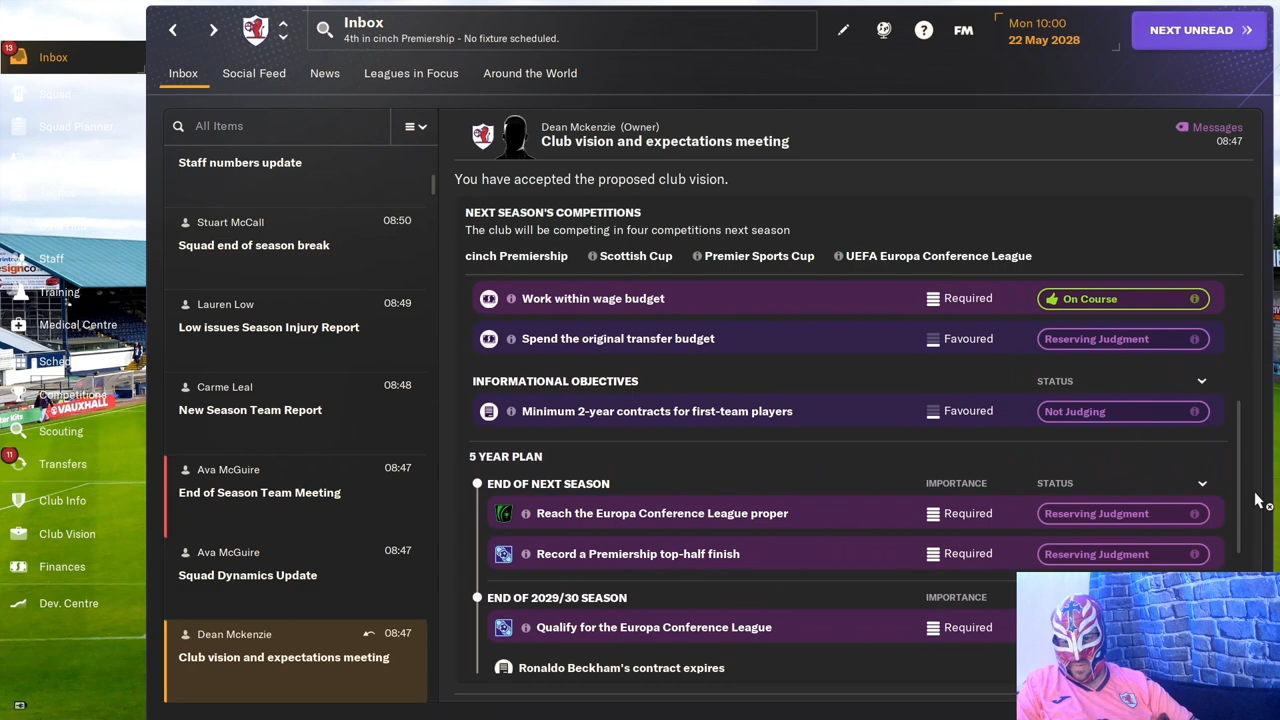 Inbox
4th in cinch Premiership - No fixture scheduled.
FM
Mon 10:00
22 May 2028
NEXT UNREAD
13
Inbox
Squad
Squad Planner
Staff
Training
Medical Centre
Sched
Competitions
Scouting
11
Transfers
Club Info
Club Vision
Finances
Dev. Centre
VAUXHALL
Inbox
Social Feed
News
Leagues in Focus
Around the World
All Items
Staff numbers update
Stuart McCall
08:50
Squad end of season break
Lauren Low
08:49
Low issues Season Injury Report
Carme Leal
08:48
New Season Team Report
Ava McGuire
08:47
End of Season Team Meeting
Ava McGuire
08:47
Squad Dynamics Update
Dean Mckenzie
08:47
Club vision and expectations meeting
Dean Mckenzie (Owner)
Club vision and expectations meeting
Messages
08:47
You have accepted the proposed club vision.
NEXT SEASON'S COMPETITIONS
The club will be competing in four competitions next season
cinch Premiership
Scottish Cup
Premier Sports Cup
UEFA Europa Conference League
Work within wage budget
Required
On Course
Spend the original transfer budget
Favoured
Reserving Judgment
INFORMATIONAL OBJECTIVES
STATUS
Minimum 2-year contracts for first-team players
Favoured
Not Judging
5 YEAR PLAN
END OF NEXT SEASON
IMPORTANCE
STATUS
Reach the Europa Conference League proper
Required
Reserving Judgment
Record a Premiership top-half finish
Required
Reserving Judgment
END OF 2029/30 SEASON
IMPORTANCE
Qualify for the Europa Conference League
Required
Ronaldo Beckham's contract expires